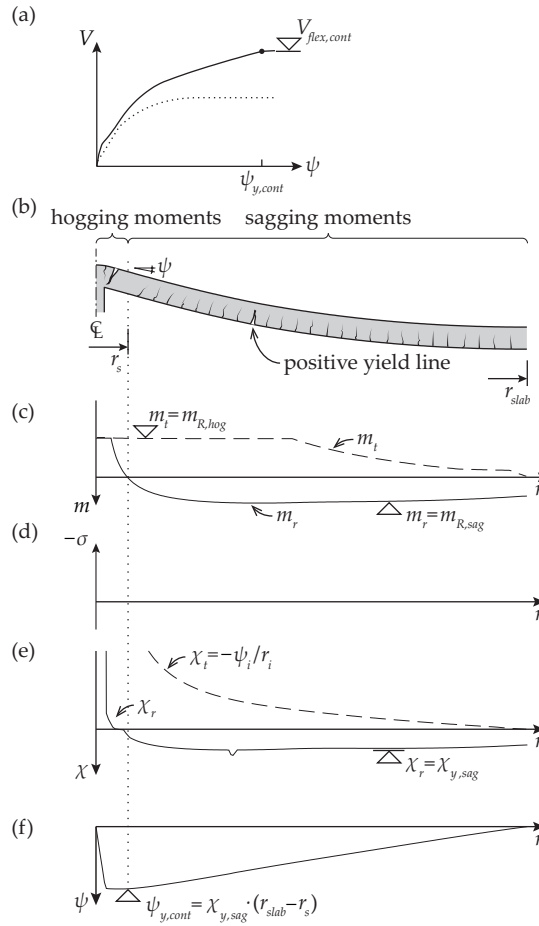 (a)
V
V_flex,cont
ψ_y,cont
ψ
(b)
hogging moments
sagging moments
ψ
℄
r_s
positive yield line
r_slab
(c)
m_t=m_R,hog
m_t
r
m
m_r
m_r=m_R,sag
(d)
−σ
r
(e)
χ_t=−ψ_i/r_i
χ_r
r
χ
χ_r=χ_y,sag
(f)
r
ψ
ψ_y,cont=χ_y,sag·(r_slab−r_s)